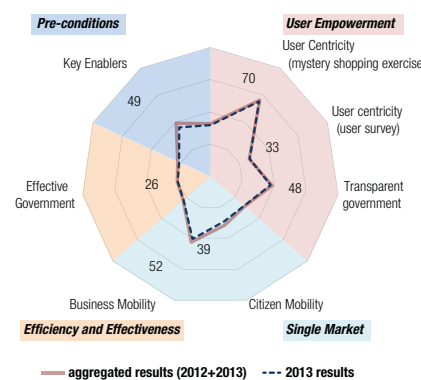 Pre-conditions
User Empowerment
User Centricity
(mystery shopping exercise
Key Enablers
70
49
User centricity
(user survey)
33
Effective
Government
26
48
Transparent
government
39
52
Business Mobility
Citizen Mobility
Efficiency and Effectiveness
Single Market
aggregated results (2012+2013)
2013 results